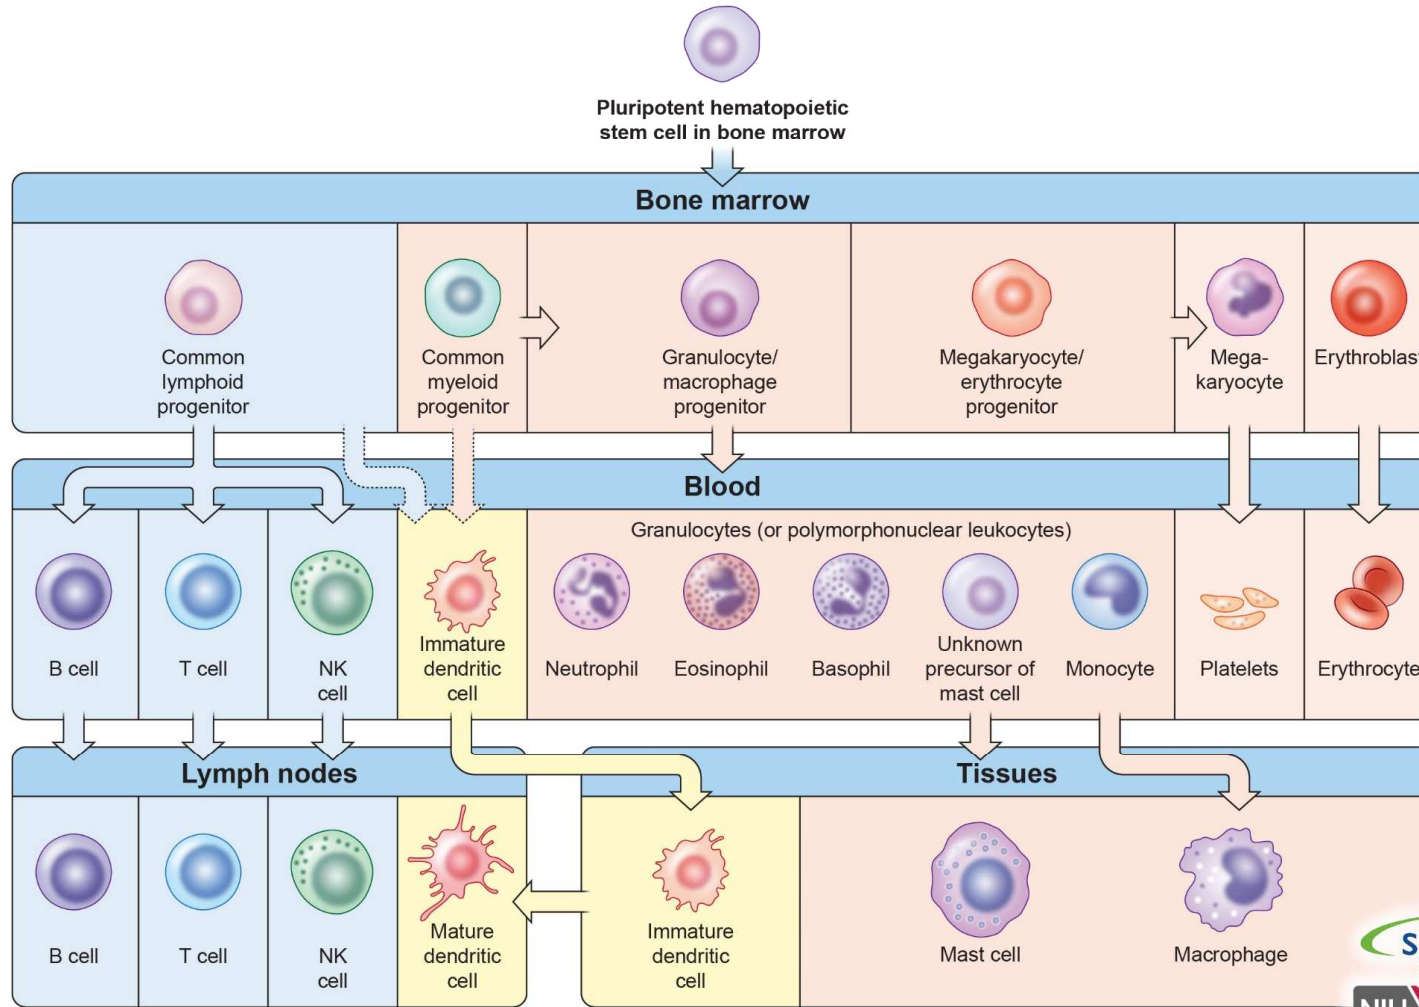 Pluripotent hematopoietic
stem cell in bone marrow
Bone marrow
Common
lymphoid
progenitor
Common
myeloid
progenitor
Granulocyte/
macrophage
progenitor
Megakaryocyte/
erythrocyte
progenitor
Mega-
karyocyte
Erythroblast
Blood
Granulocytes (or polymorphonuclear leukocytes)
B cell
T cell
NK
cell
Immature
dendritic
cell
Neutrophil
Eosinophil
Basophil
Unknown
precursor of
mast cell
Monocyte
Platelets
Erythrocyte
Lymph nodes
Tissues
B cell
T cell
NK
cell
Mature
dendritic
cell
Immature
dendritic
cell
Mast cell
Macrophage
S
NIH